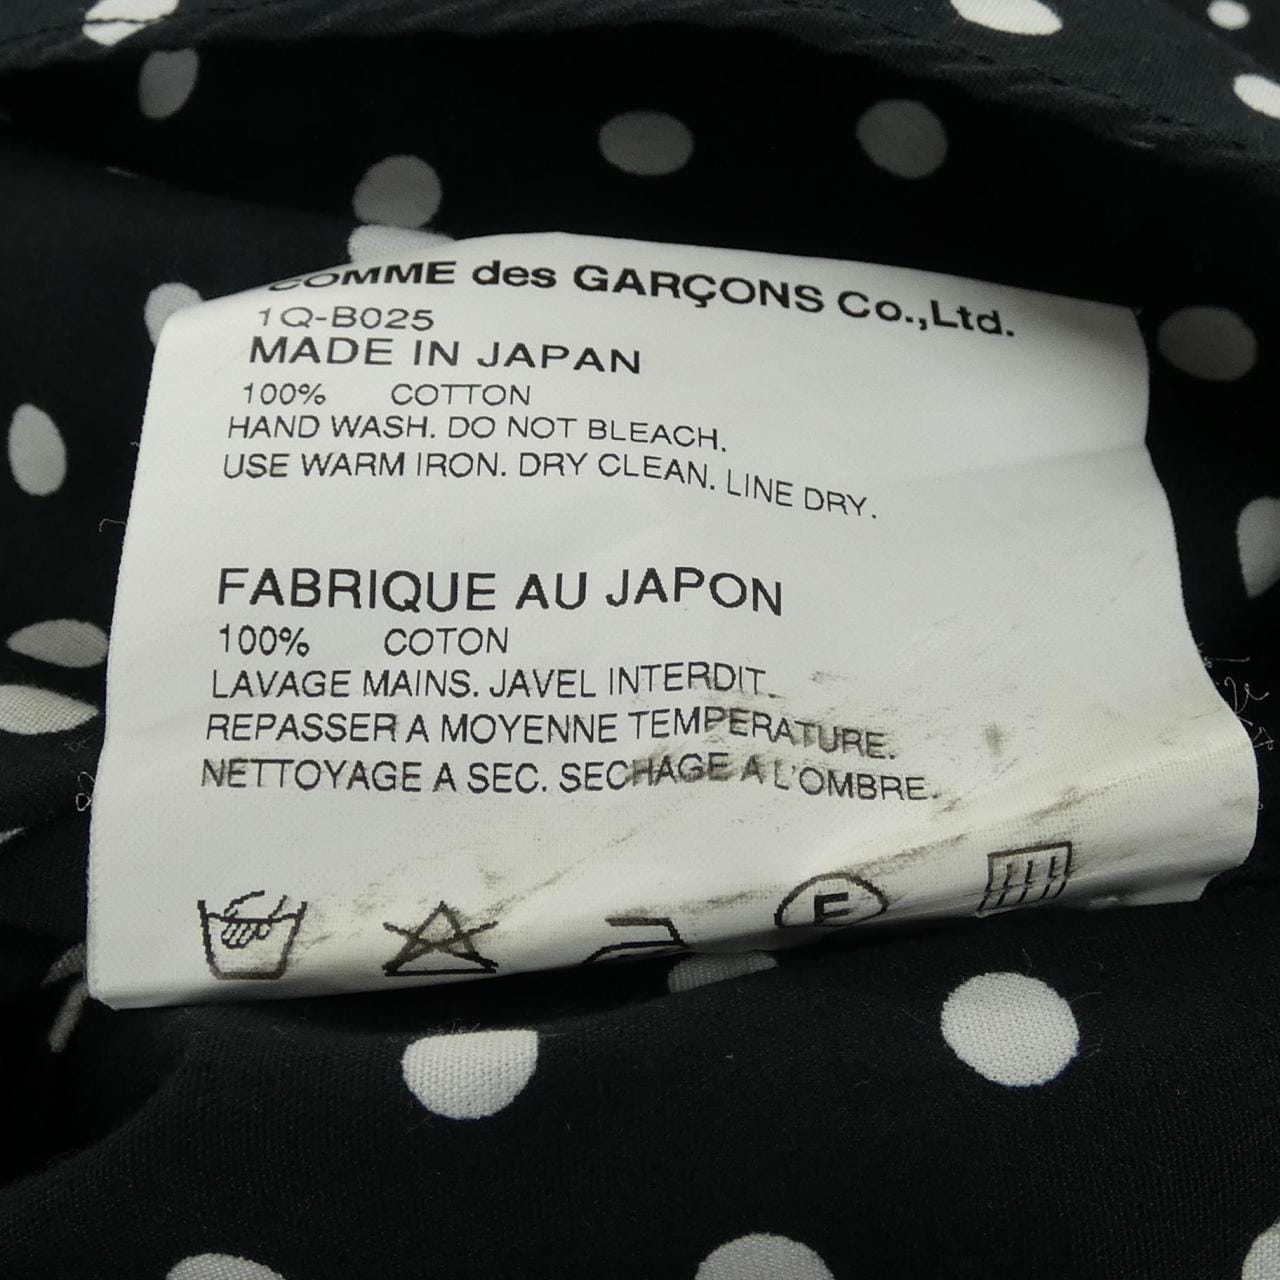 COMME des GARÇONS Co.,Ltd.
1Q-B025
MADE IN JAPAN
100% COTTON
HAND WASH. DO NOT BLEACH.
USE WARM IRON. DRY CLEAN. LINE DRY.
FABRIQUE AU JAPON
100% COTON
LAVAGE MAINS. JAVEL INTERDIT.
REPASSER A MOYENNE TEMPERATURE.
NETTOYAGE A SEC. SECHAGE A L'OMBRE.
F